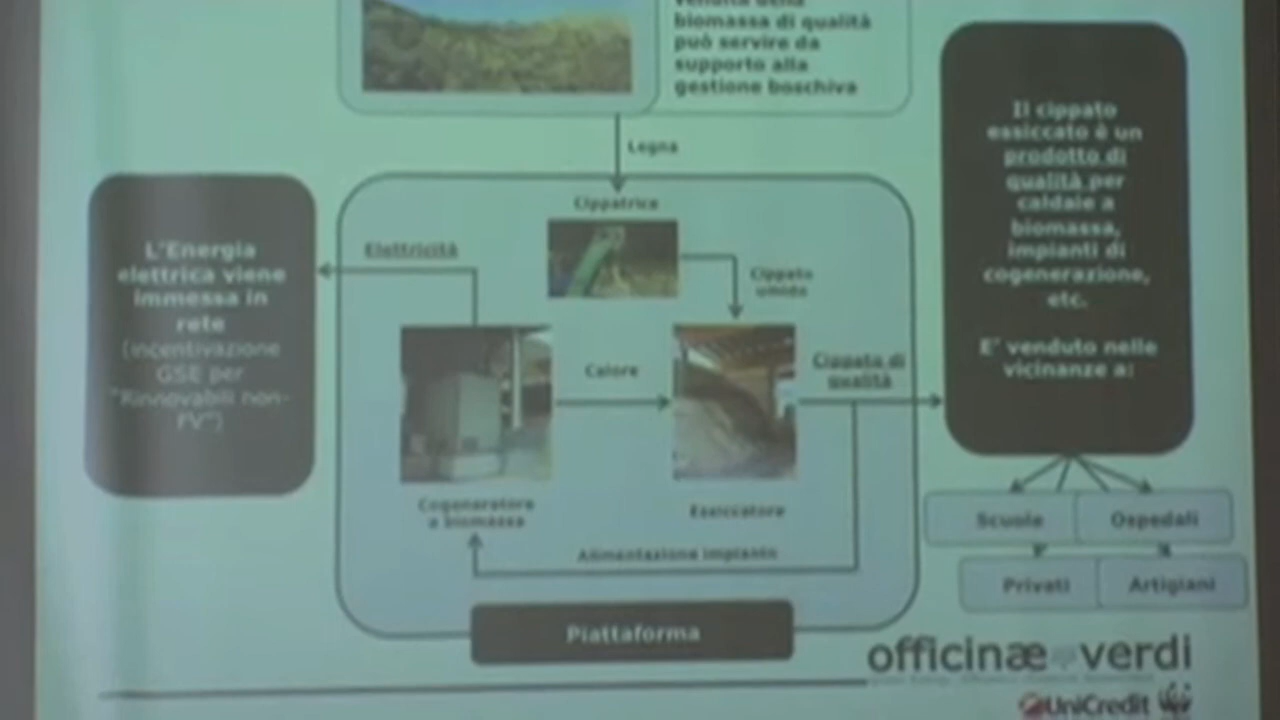 vendita della
biomassa di qualità
può servire da
supporto alla
gestione boschiva
Legna
Il cippato
essiccato è un
prodotto di
qualità per
caldaie a
biomassa,
impianti di
cogenerazione,
etc.
E' venduto nelle
vicinanze a:
L'Energia
elettrica viene
immessa in
rete
(incentivazione
GSE per
"Rinnovabili non-
FV")
Elettricità
Cippatrice
Cippato
umido
Calore
Cippato di
qualità
Cogeneratore
a biomassa
Essiccatore
Alimentazione impianto
Piattaforma
Scuole
Ospedali
Privati
Artigiani
officinæ verdi
UniCredit